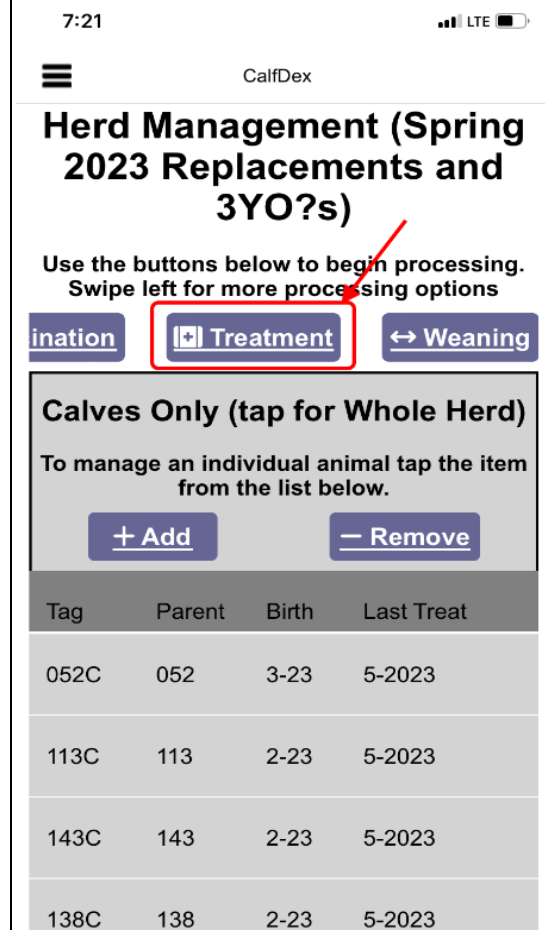 7:21 LTE
CalfDex
Herd Management (Spring
2023 Replacements and
3YO?s)
Use the buttons below to begin processing.
Swipe left for more processing options
ination Treatment Weaning
Calves Only (tap for Whole Herd)
To manage an individual animal tap the item
from the list below.
+ Add − Remove
Tag Parent Birth Last Treat
052C 052 3-23 5-2023
113C 113 2-23 5-2023
143C 143 2-23 5-2023
138C 138 2-23 5-2023